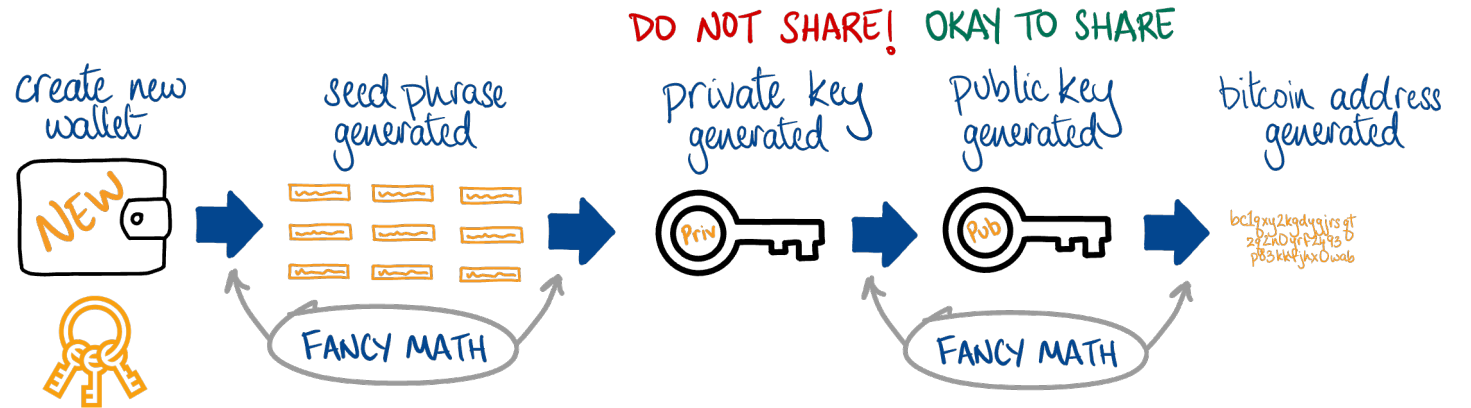 DO NOT SHARE!
OKAY TO SHARE
create new
wallet
seed phrase
generated
private key
generated
public key
generated
bitcoin address
generated
NEW
Priv
Pub
FANCY MATH
FANCY MATH